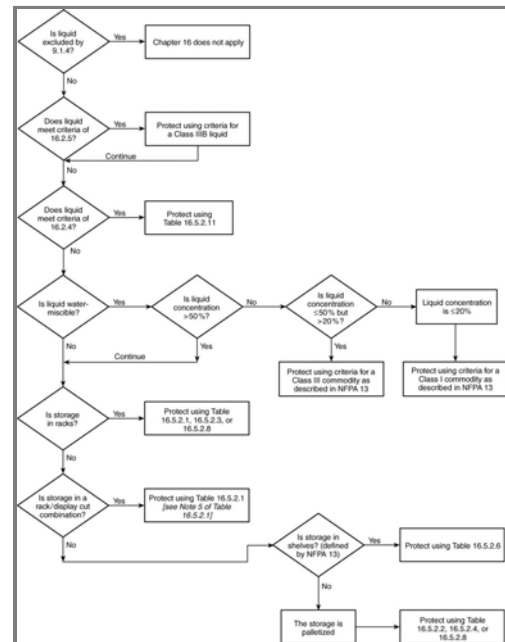 Is liquid
excluded by
9.1.4?
Yes
Chapter 16 does not apply
No
Does liquid
meet criteria of
16.2.5?
Yes
Protect using criteria for
a Class IIIB liquid
Continue
No
Does liquid
meet criteria of
16.2.4?
Yes
Protect using
Table 16.5.2.11
No
Is liquid water-
miscible?
Yes
Is liquid
concentration
>50%?
No
Is liquid
concentration
≤50% but
>20%?
No
Liquid concentration
is ≤20%
No
Yes
Continue
Yes
Protect using criteria for a
Class III commodity as
described in NFPA 13
Protect using criteria for a
Class I commodity as
described in NFPA 13
Is storage
in racks?
Yes
Protect using Table
16.5.2.1, 16.5.2.3, or
16.5.2.8
No
Is storage in a
rack/display cut
combination?
Yes
Protect using Table 16.5.2.1
[see Note 5 of Table
16.5.2.1]
No
Is storage in
shelves? (defined
by NFPA 13)
Yes
Protect using Table 16.5.2.6
No
The storage is
palletized
Protect using Table
16.5.2.2, 16.5.2.4, or
16.5.2.8